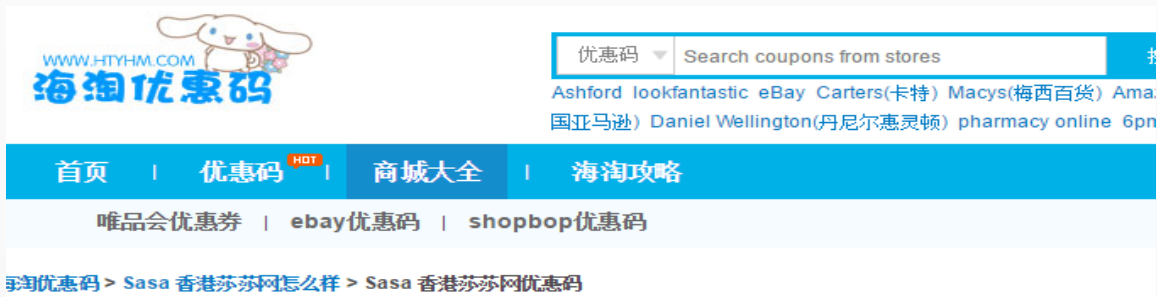 WWW.HTYHM.COM
海淘优惠码
优惠码 Search coupons from stores
Ashford lookfantastic eBay Carters(卡特) Macys(梅西百货)
国亚马逊) Daniel Wellington(丹尼尔惠灵顿) pharmacy online
首页 | 优惠码 HOT | 商城大全 | 海淘攻略
唯品会优惠券 | ebay优惠码 | shopbop优惠码
海淘优惠码 > Sasa 香港莎莎网怎么样 > Sasa 香港莎莎网优惠码